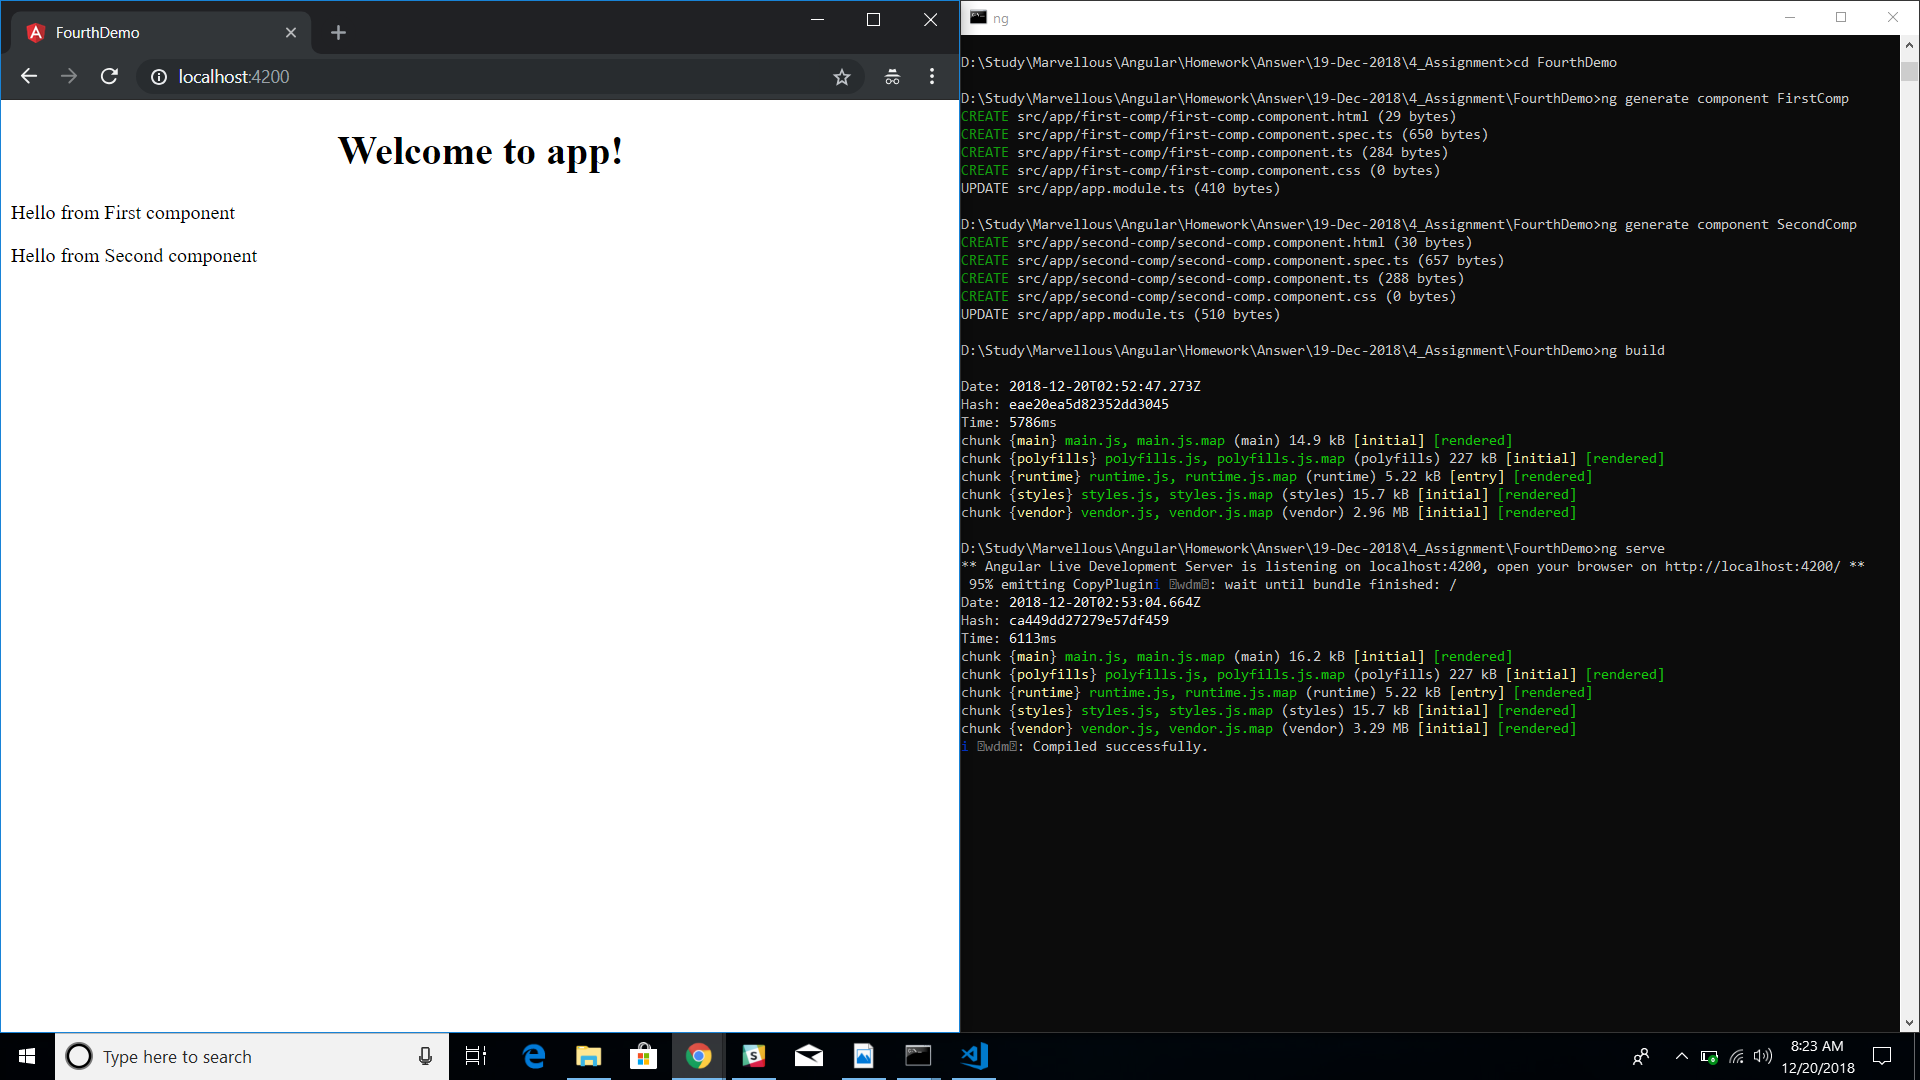 FourthDemo
localhost:4200
Welcome to app!
Hello from First component
Hello from Second component
ng
D:\Study\Marvellous\Angular\Homework\Answer\19-Dec-2018\4_Assignment>cd FourthDemo
D:\Study\Marvellous\Angular\Homework\Answer\19-Dec-2018\4_Assignment\FourthDemo>ng generate component FirstComp
CREATE src/app/first-comp/first-comp.component.html (29 bytes)
CREATE src/app/first-comp/first-comp.component.spec.ts (650 bytes)
CREATE src/app/first-comp/first-comp.component.ts (284 bytes)
CREATE src/app/first-comp/first-comp.component.css (0 bytes)
UPDATE src/app/app.module.ts (410 bytes)
D:\Study\Marvellous\Angular\Homework\Answer\19-Dec-2018\4_Assignment\FourthDemo>ng generate component SecondComp
CREATE src/app/second-comp/second-comp.component.html (30 bytes)
CREATE src/app/second-comp/second-comp.component.spec.ts (657 bytes)
CREATE src/app/second-comp/second-comp.component.ts (288 bytes)
CREATE src/app/second-comp/second-comp.component.css (0 bytes)
UPDATE src/app/app.module.ts (510 bytes)
D:\Study\Marvellous\Angular\Homework\Answer\19-Dec-2018\4_Assignment\FourthDemo>ng build
Date: 2018-12-20T02:52:47.273Z
Hash: eae20ea5d82352dd3045
Time: 5786ms
chunk {main} main.js, main.js.map (main) 14.9 kB [initial] [rendered]
chunk {polyfills} polyfills.js, polyfills.js.map (polyfills) 227 kB [initial] [rendered]
chunk {runtime} runtime.js, runtime.js.map (runtime) 5.22 kB [entry] [rendered]
chunk {styles} styles.js, styles.js.map (styles) 15.7 kB [initial] [rendered]
chunk {vendor} vendor.js, vendor.js.map (vendor) 2.96 MB [initial] [rendered]
D:\Study\Marvellous\Angular\Homework\Answer\19-Dec-2018\4_Assignment\FourthDemo>ng serve
** Angular Live Development Server is listening on localhost:4200, open your browser on http://localhost:4200/ **
95% emitting CopyPlugini wdm: wait until bundle finished: /
Date: 2018-12-20T02:53:04.664Z
Hash: ca449dd27279e57df459
Time: 6113ms
chunk {main} main.js, main.js.map (main) 16.2 kB [initial] [rendered]
chunk {polyfills} polyfills.js, polyfills.js.map (polyfills) 227 kB [initial] [rendered]
chunk {runtime} runtime.js, runtime.js.map (runtime) 5.22 kB [entry] [rendered]
chunk {styles} styles.js, styles.js.map (styles) 15.7 kB [initial] [rendered]
chunk {vendor} vendor.js, vendor.js.map (vendor) 3.29 MB [initial] [rendered]
i wdm: Compiled successfully.
Type here to search
8:23 AM
12/20/2018